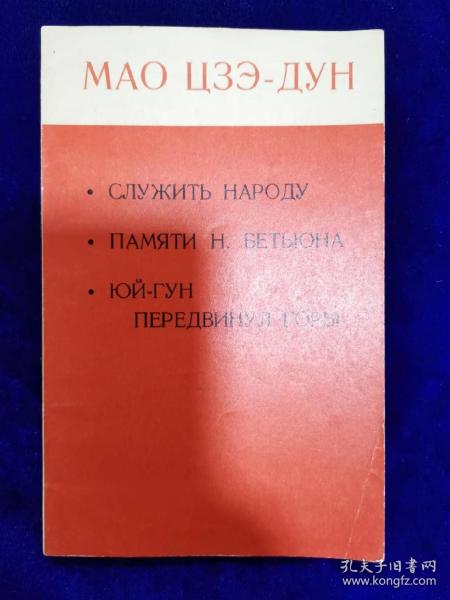 МАО ЦЗЭ-ДУН
• СЛУЖИТЬ НАРОДУ
• ПАМЯТИ Н. БЕТЬЮНА
• ЮЙ-ГУН
ПЕРЕДВИНУЛ ГОРЫ
孔夫子旧书网
www.kongfz.com